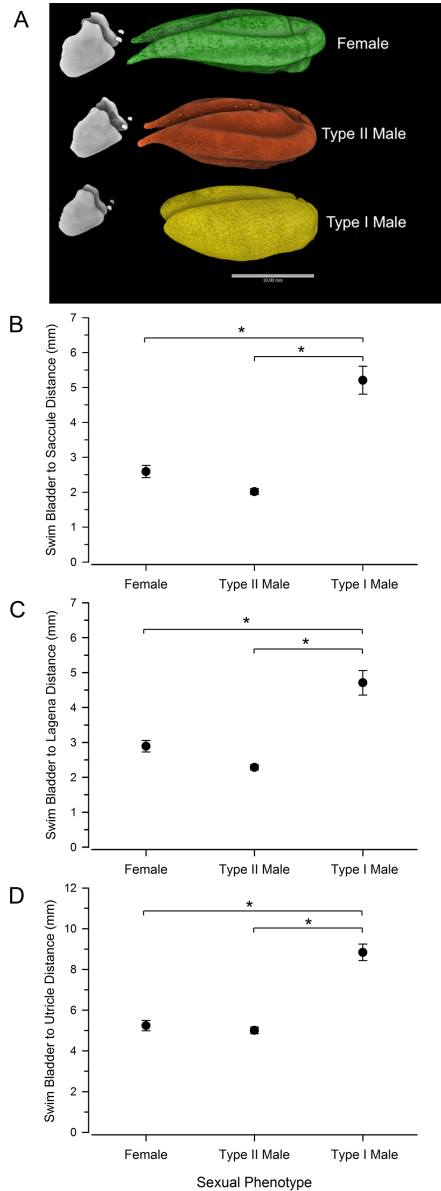 A
Female
Type II Male
Type I Male
10.00 mm
B
Swim Bladder to Saccule Distance (mm)
7
6
5
4
3
2
1
0
*
*
Female Type II Male Type I Male
C
Swim Bladder to Lagena Distance (mm)
7
6
5
4
3
2
1
0
*
*
Female Type II Male Type I Male
D
Swim Bladder to Utricle Distance (mm)
12
10
8
6
4
2
0
*
*
Female Type II Male Type I Male
Sexual Phenotype